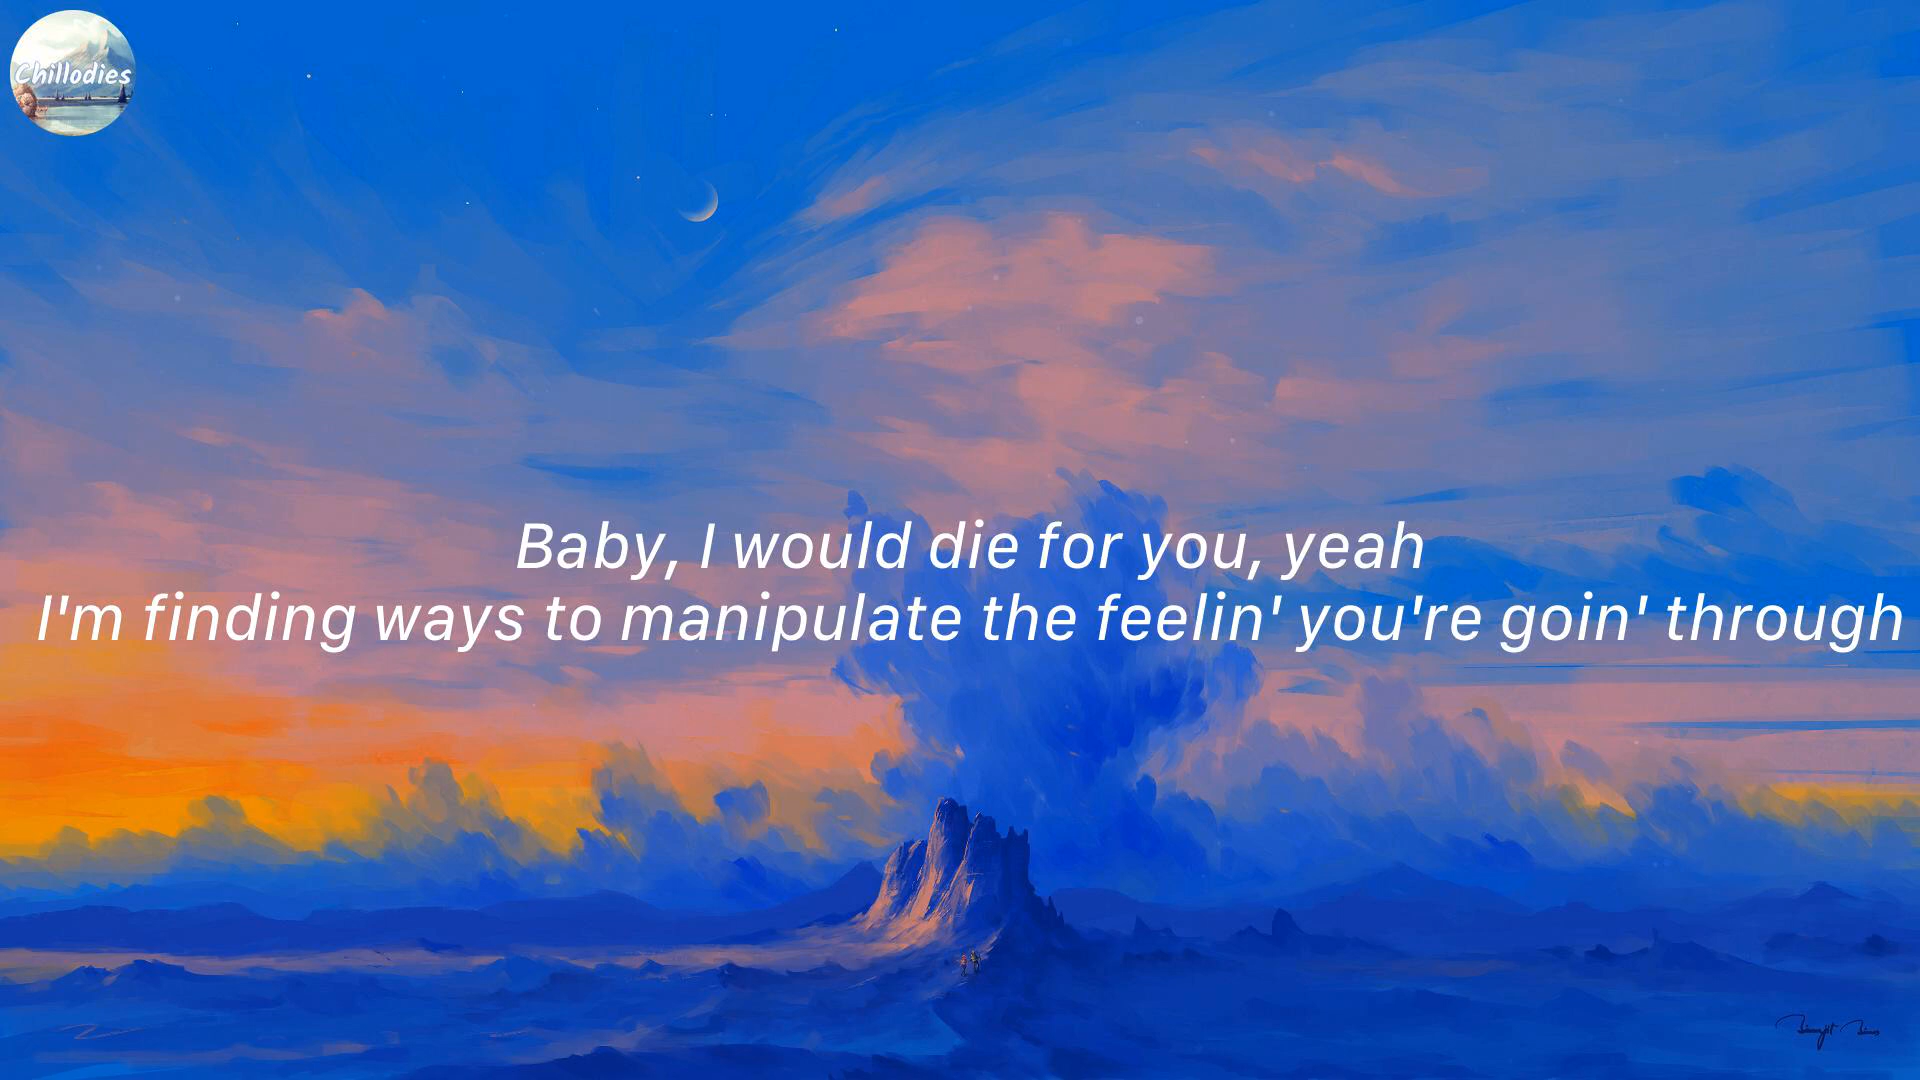 Chillodies
Baby, I would die for you, yeah
I'm finding ways to manipulate the feelin' you're goin' through